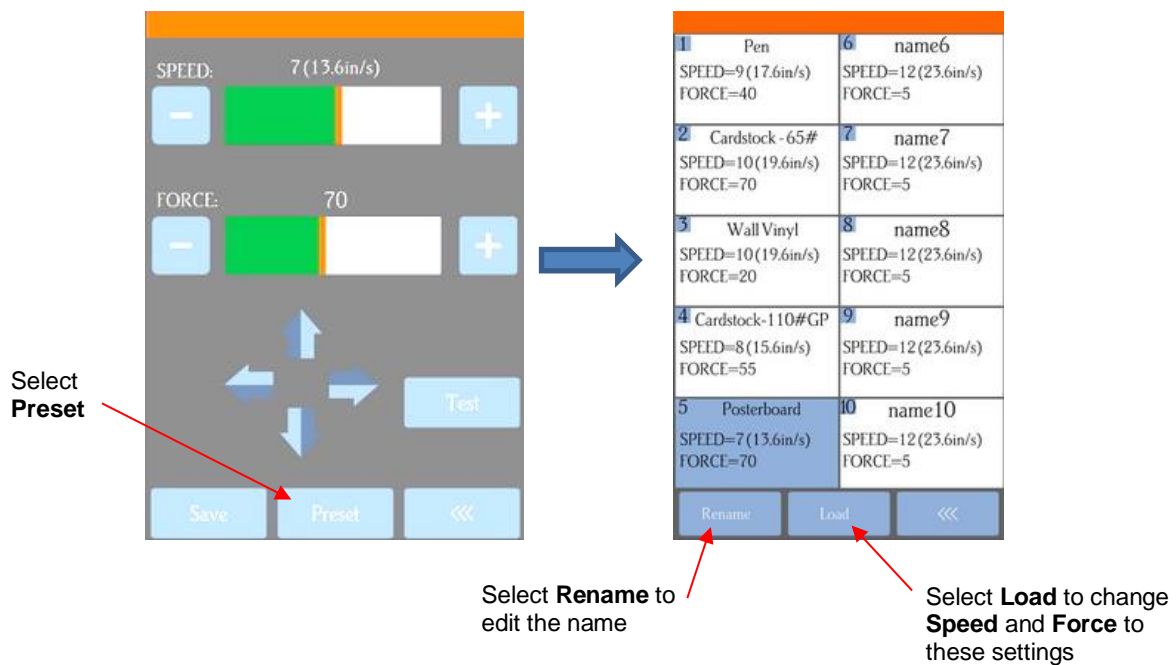 SPEED: 7(13.6in/s)
− +
FORCE: 70
− +
Select
Preset
Test
Save Preset <<<
1 Pen
SPEED=9(17.6in/s)
FORCE=40
2 Cardstock-65#
SPEED=10(19.6in/s)
FORCE=70
3 Wall Vinyl
SPEED=10(19.6in/s)
FORCE=20
4 Cardstock-110#GP
SPEED=8(15.6in/s)
FORCE=55
5 Posterboard
SPEED=7(13.6in/s)
FORCE=70
6 name6
SPEED=12(23.6in/s)
FORCE=5
7 name7
SPEED=12(23.6in/s)
FORCE=5
8 name8
SPEED=12(23.6in/s)
FORCE=5
9 name9
SPEED=12(23.6in/s)
FORCE=5
10 name10
SPEED=12(23.6in/s)
FORCE=5
Rename Load <<<
Select Rename to
edit the name
Select Load to change
Speed and Force to
these settings